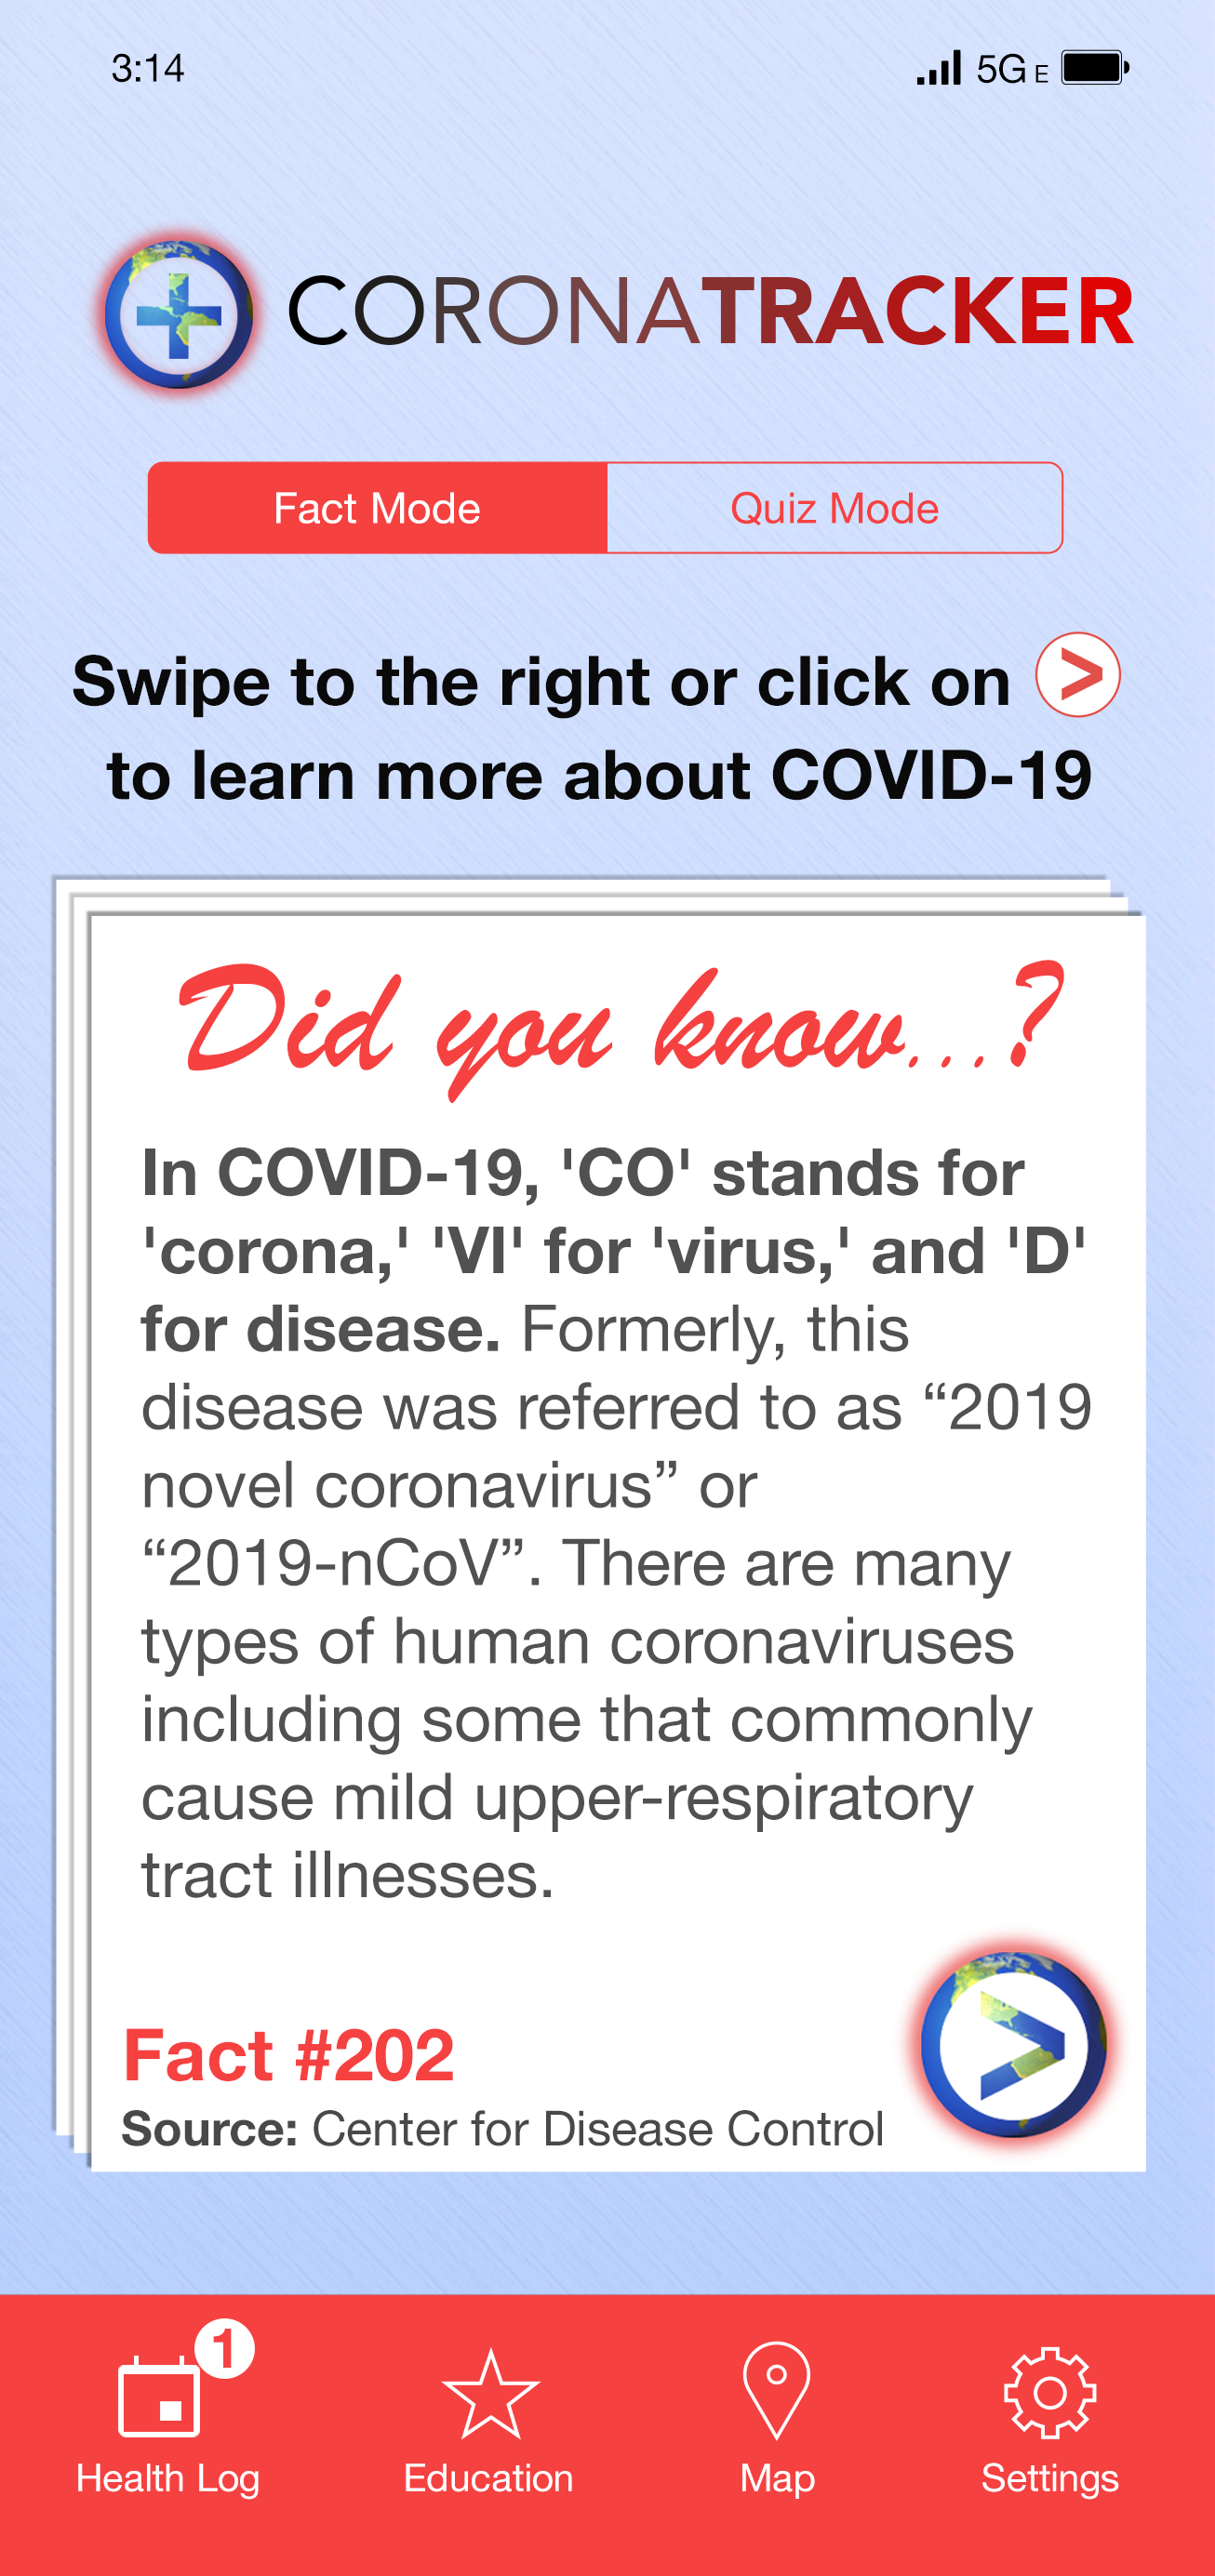 3:14 5G E
CORONATRACKER
Fact Mode Quiz Mode
Swipe to the right or click on >
to learn more about COVID-19
Did you know...?
In COVID-19, 'CO' stands for
'corona,' 'VI' for 'virus,' and 'D'
for disease. Formerly, this
disease was referred to as “2019
novel coronavirus” or
“2019-nCoV”. There are many
types of human coronaviruses
including some that commonly
cause mild upper-respiratory
tract illnesses.
Fact #202
Source: Center for Disease Control
1
Health Log Education Map Settings